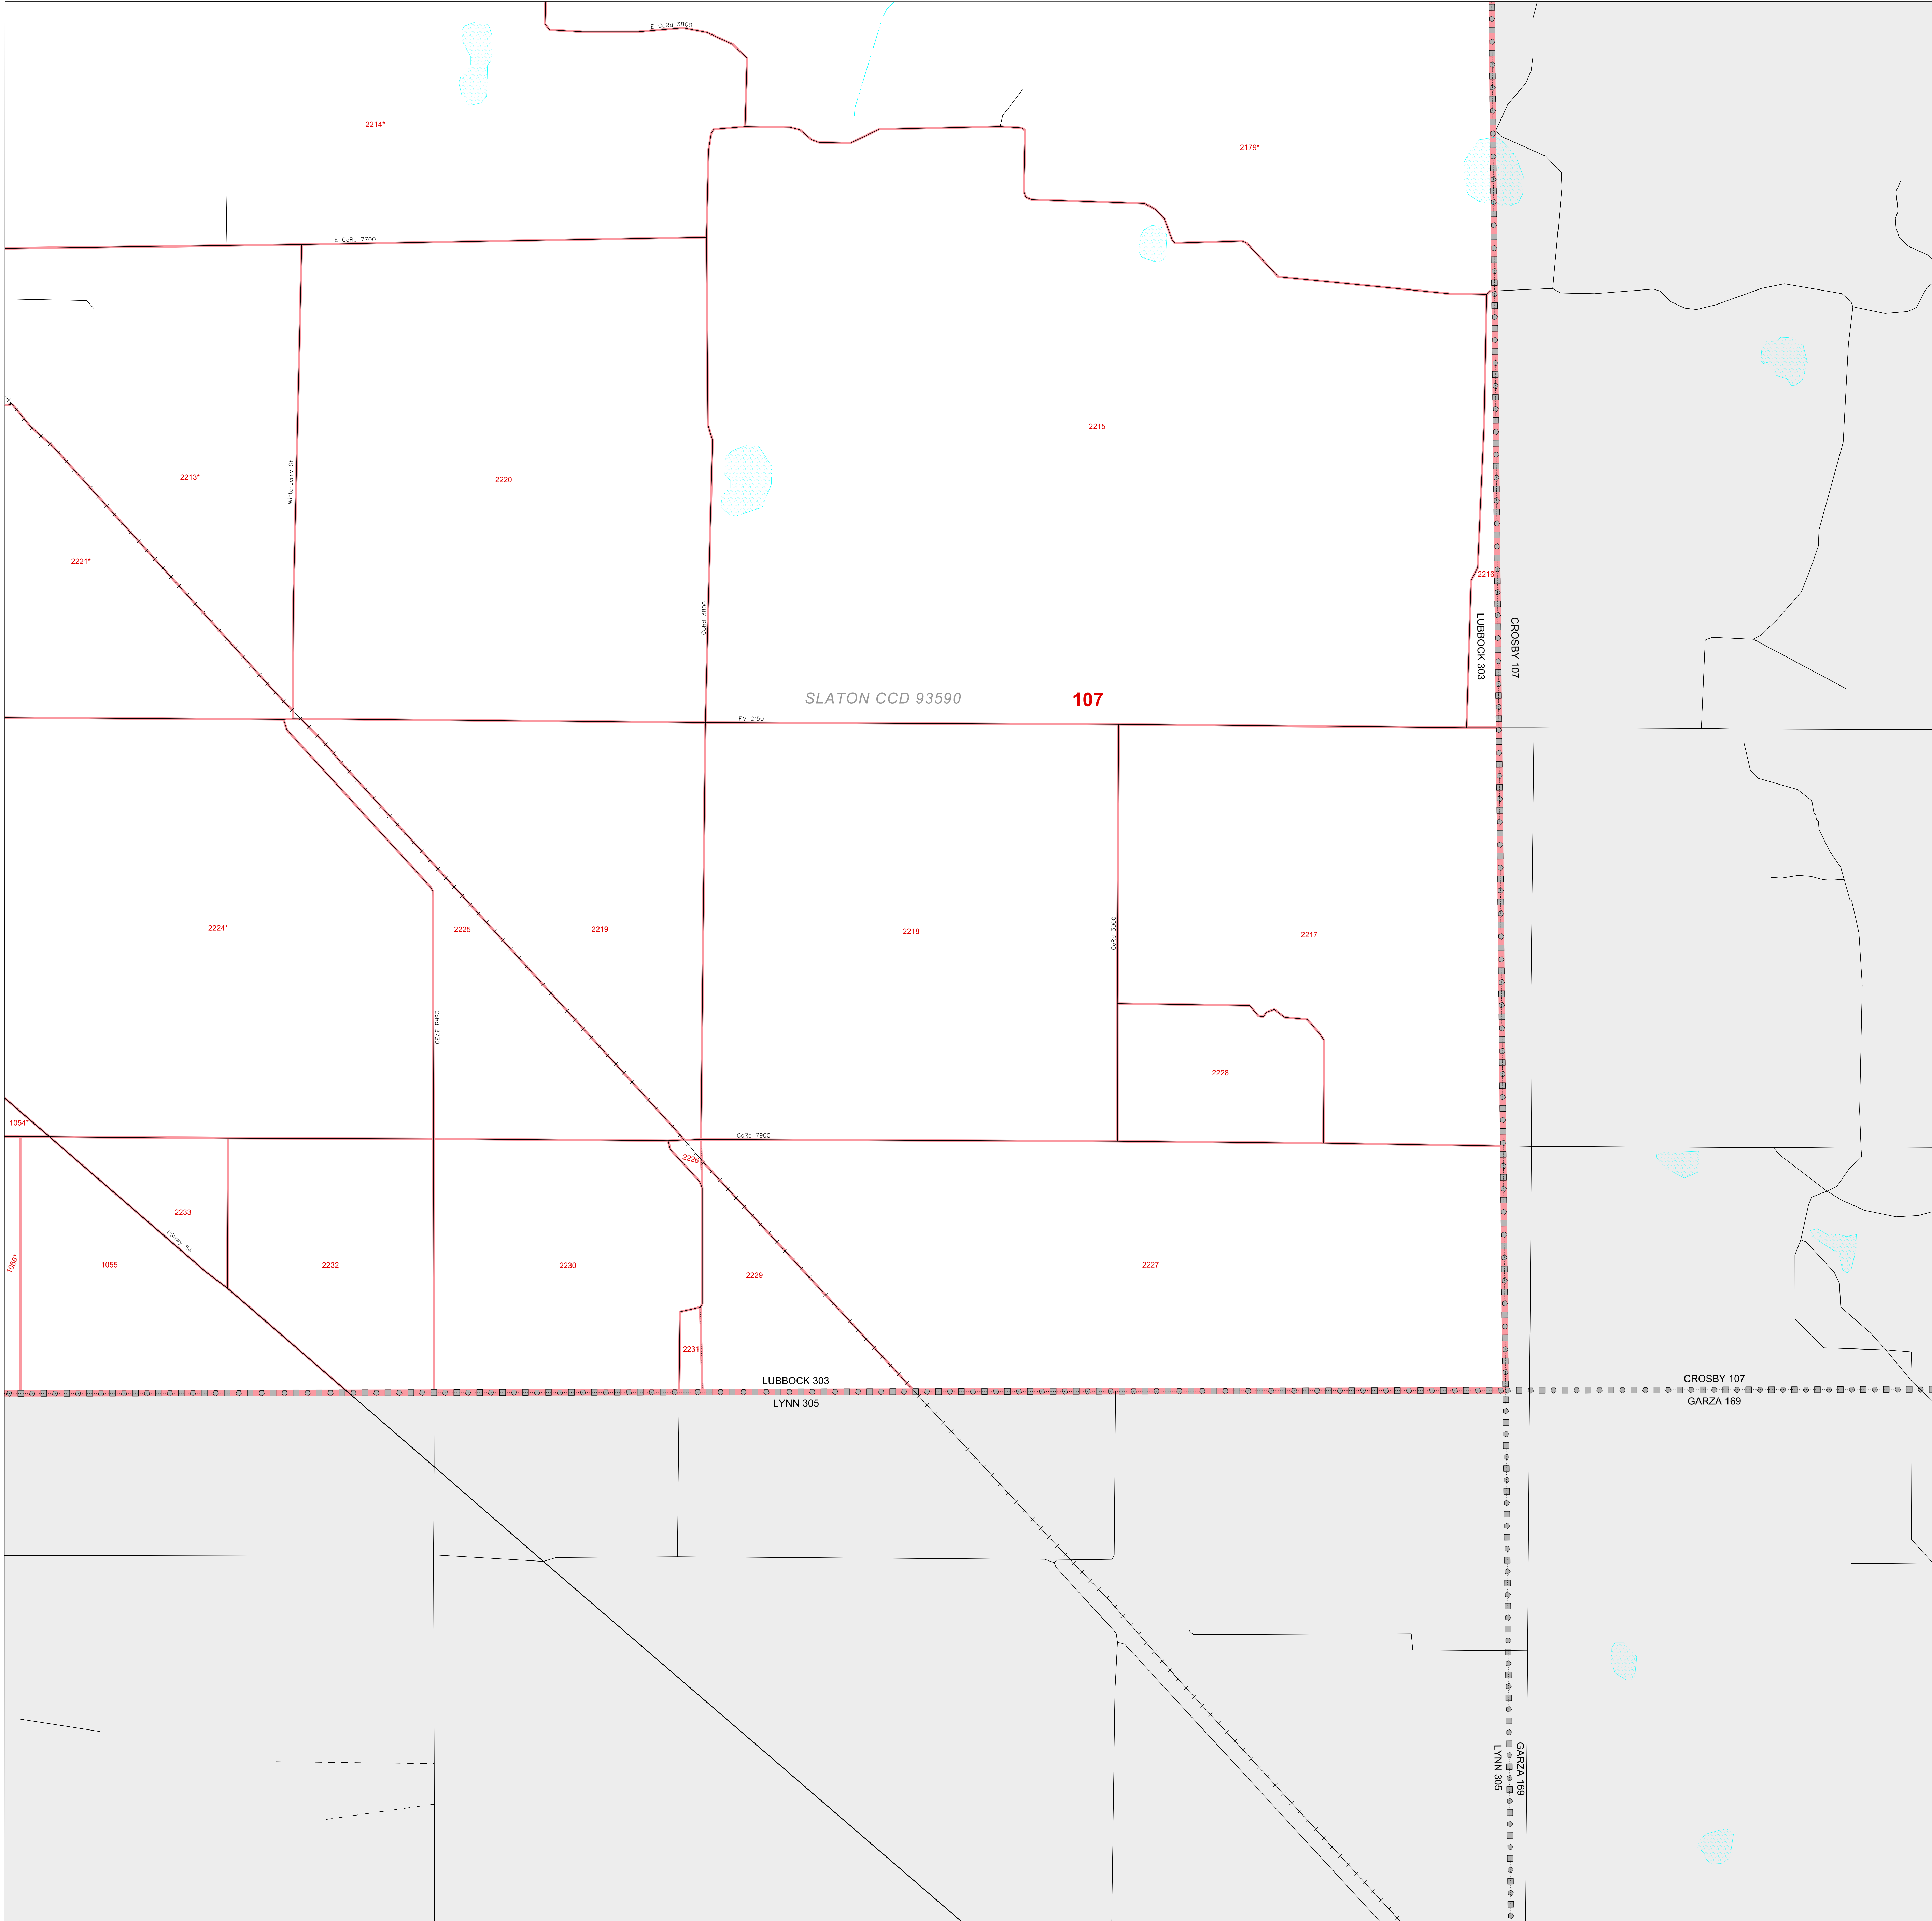 E CoRd 3800
2214*
2179*
E CoRd 7700
2215
2213*
Winterberry St
2220
2221*
2216
CoRd 3800
LUBBOCK 303
CROSBY 107
SLATON CCD 93590
107
FM 2150
2224*
2225
2219
2218
CoRd 3900
2217
CoRd 3730
2228
1054*
CoRd 7900
2226
2233
USHwy 84
1056*
1055
2232
2230
2229
2227
2231
LUBBOCK 303
LYNN 305
CROSBY 107
GARZA 169
LYNN 305
GARZA 169